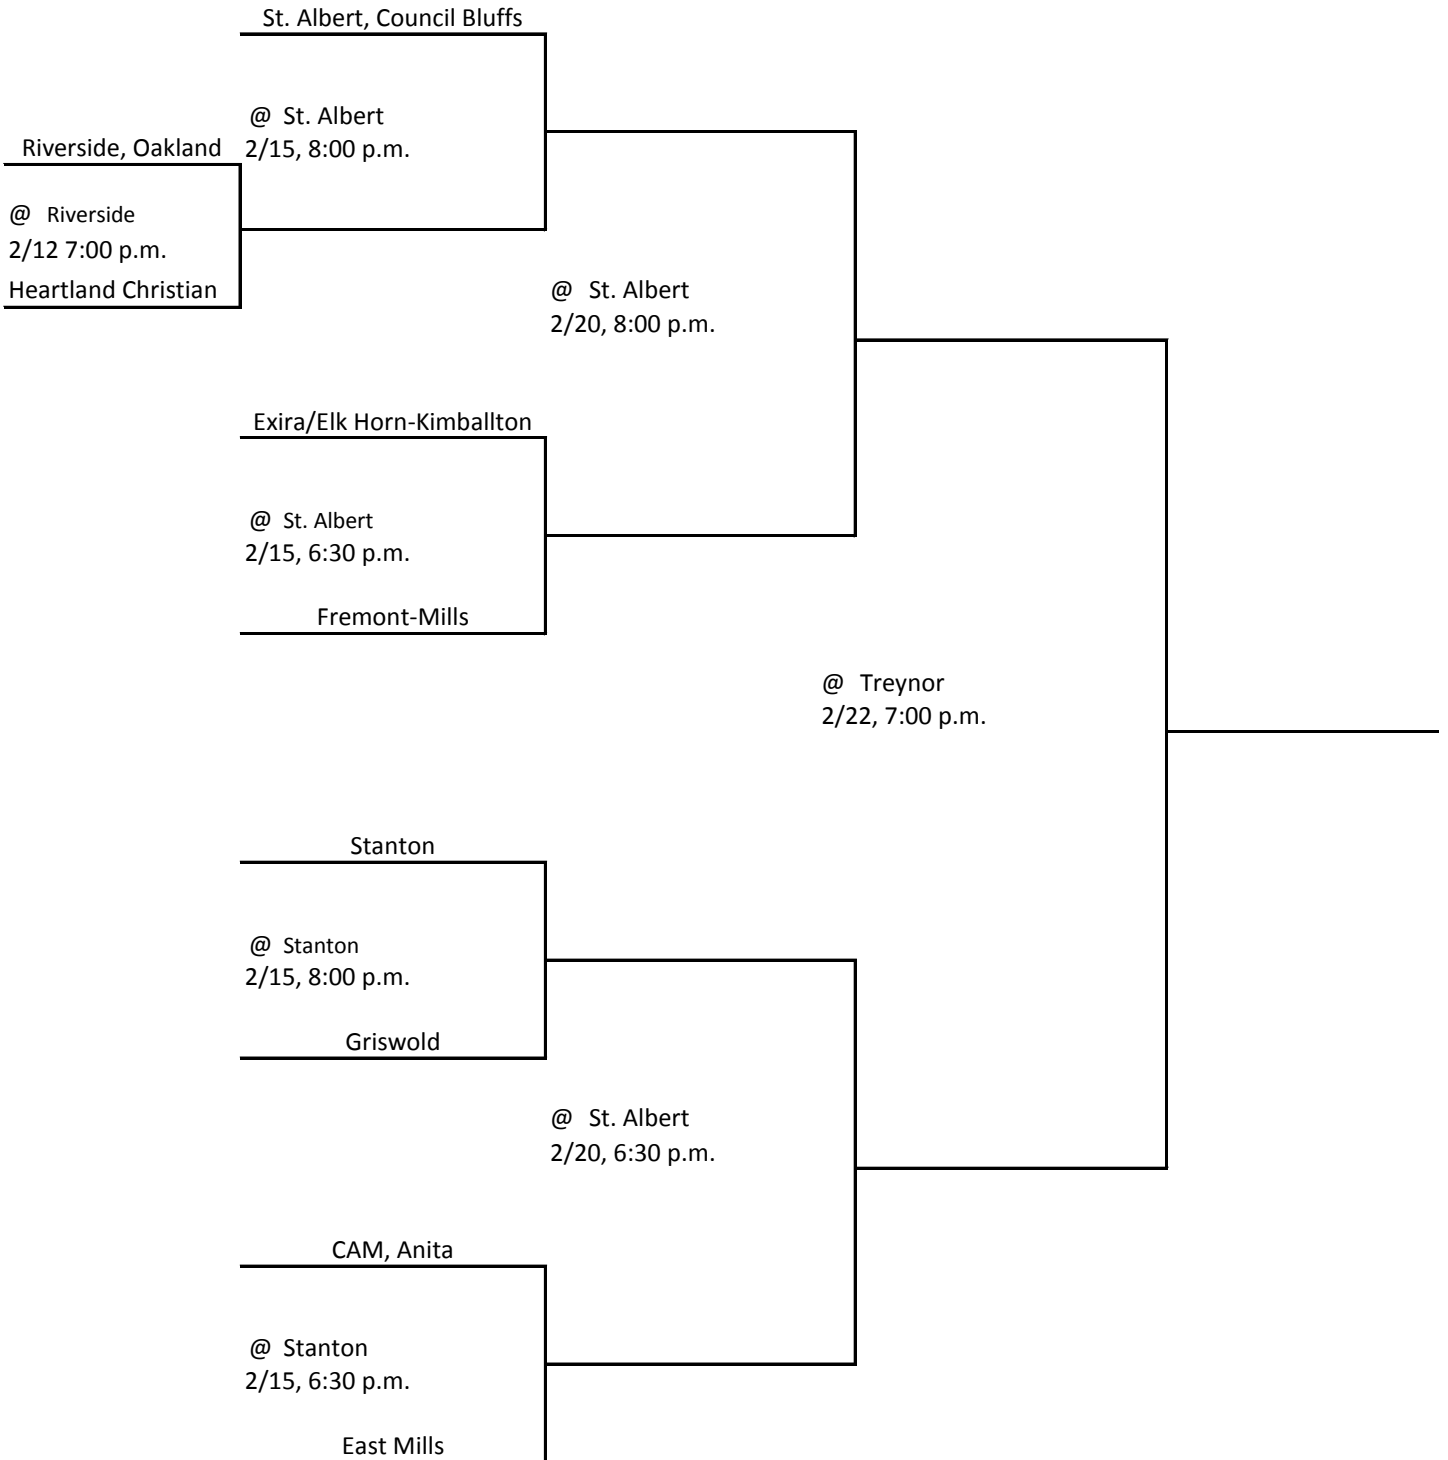 St. Albert, Council Bluffs
@ St. Albert
2/15, 8:00 p.m.
Riverside, Oakland
@ Riverside
2/12 7:00 p.m.
Heartland Christian
@ St. Albert
2/20, 8:00 p.m.
Exira/Elk Horn-Kimballton
@ St. Albert
2/15, 6:30 p.m.
Fremont-Mills
@ Treynor
2/22, 7:00 p.m.
Stanton
@ Stanton
2/15, 8:00 p.m.
Griswold
@ St. Albert
2/20, 6:30 p.m.
CAM, Anita
@ Stanton
2/15, 6:30 p.m.
East Mills